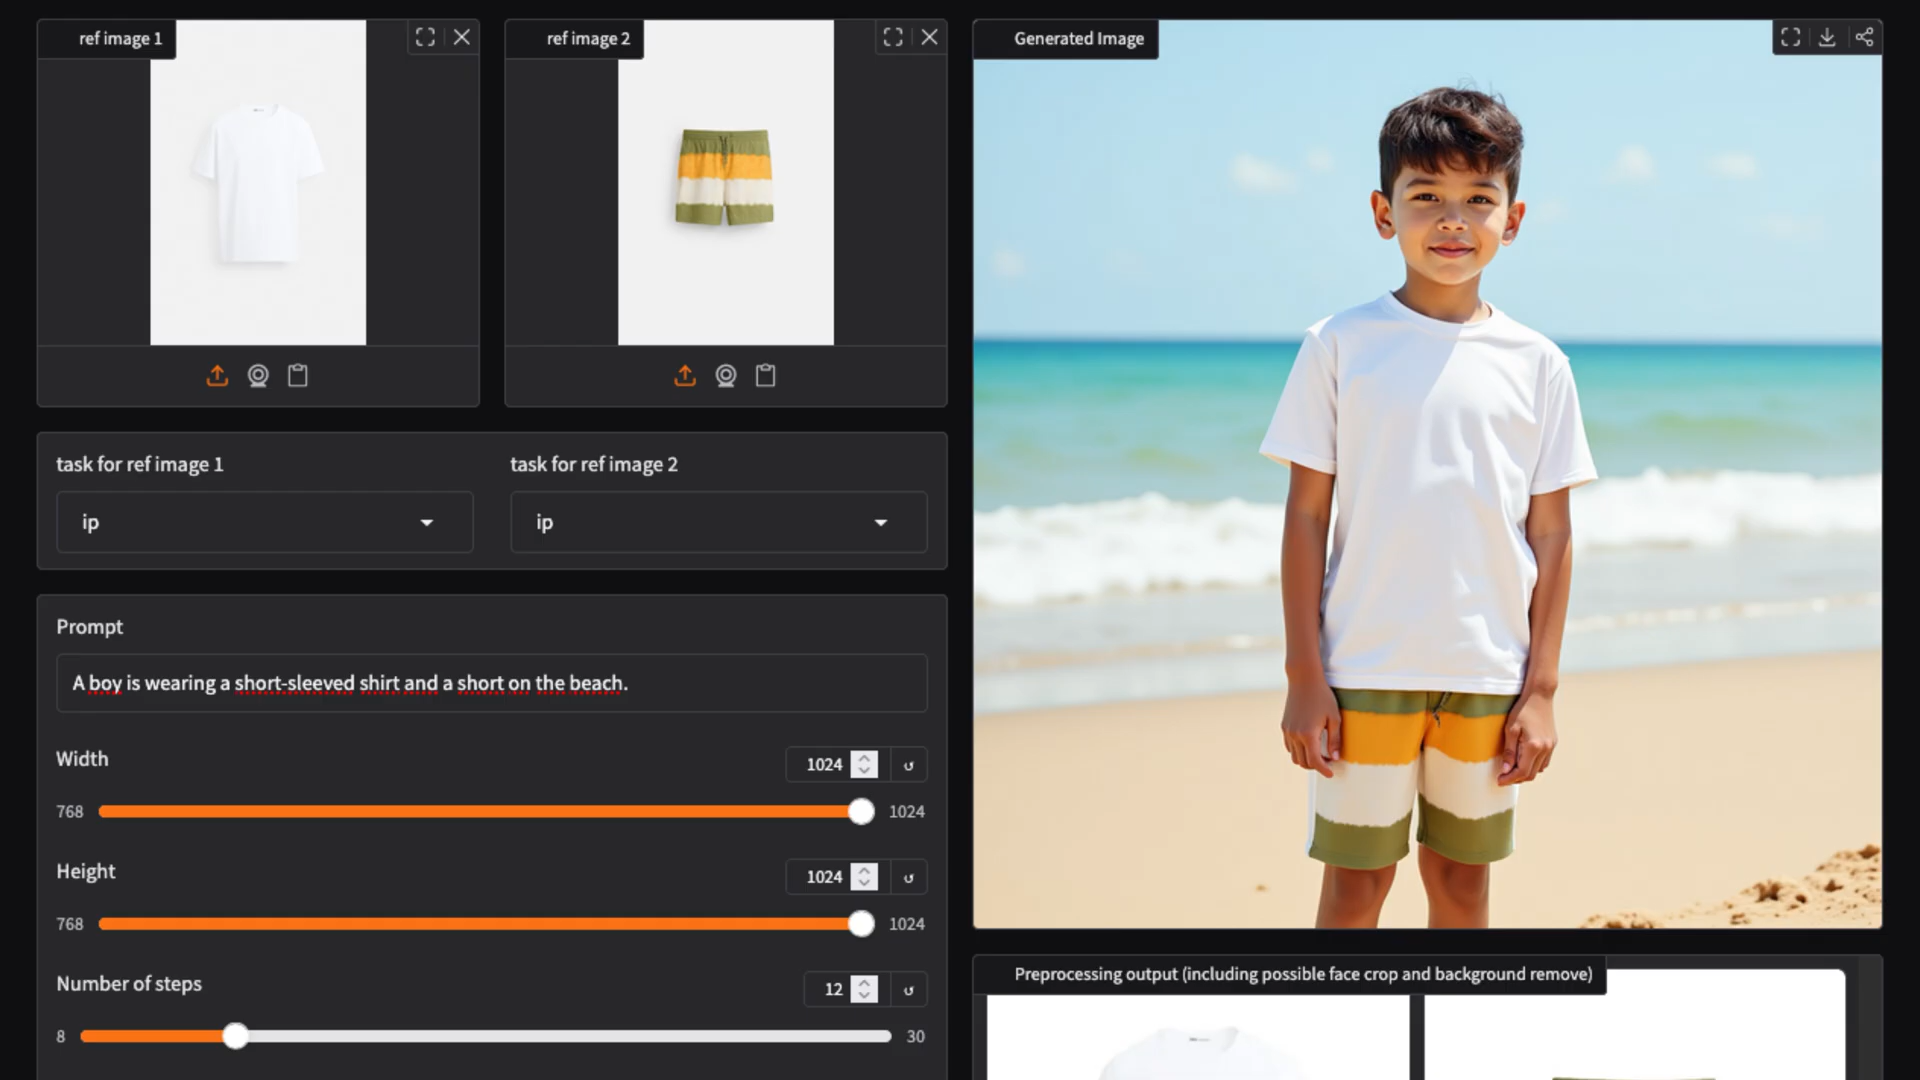 ref image 1
ref image 2
Generated Image
task for ref image 1
task for ref image 2
ip
ip
Prompt
A boy is wearing a short-sleeved shirt and a short on the beach.
Width
1024
768
1024
Height
1024
768
1024
Number of steps
12
8
30
Preprocessing output (including possible face crop and background remove)